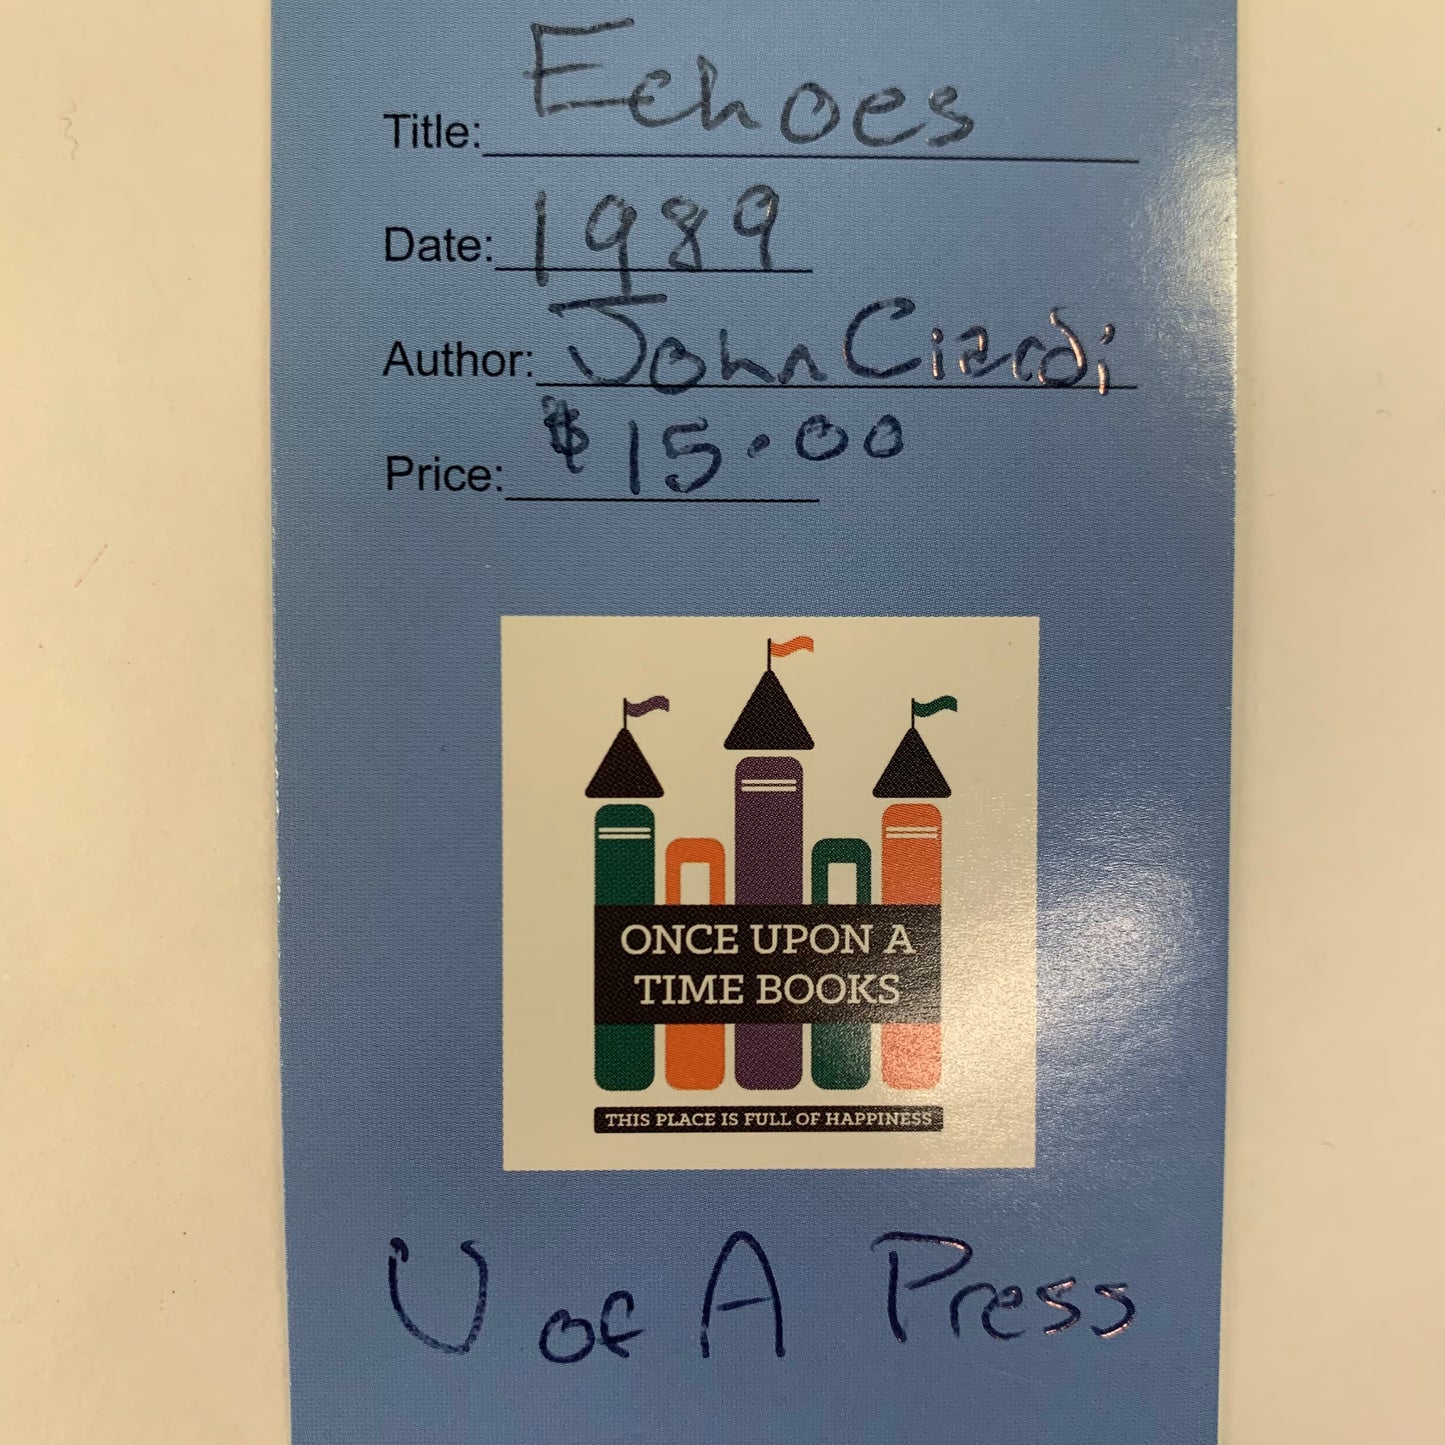 Title: Echoes
Date: 1989
Author: John Ciardi
Price: $15.00
ONCE UPON A
TIME BOOKS
THIS PLACE IS FULL OF HAPPINESS
U of A Press